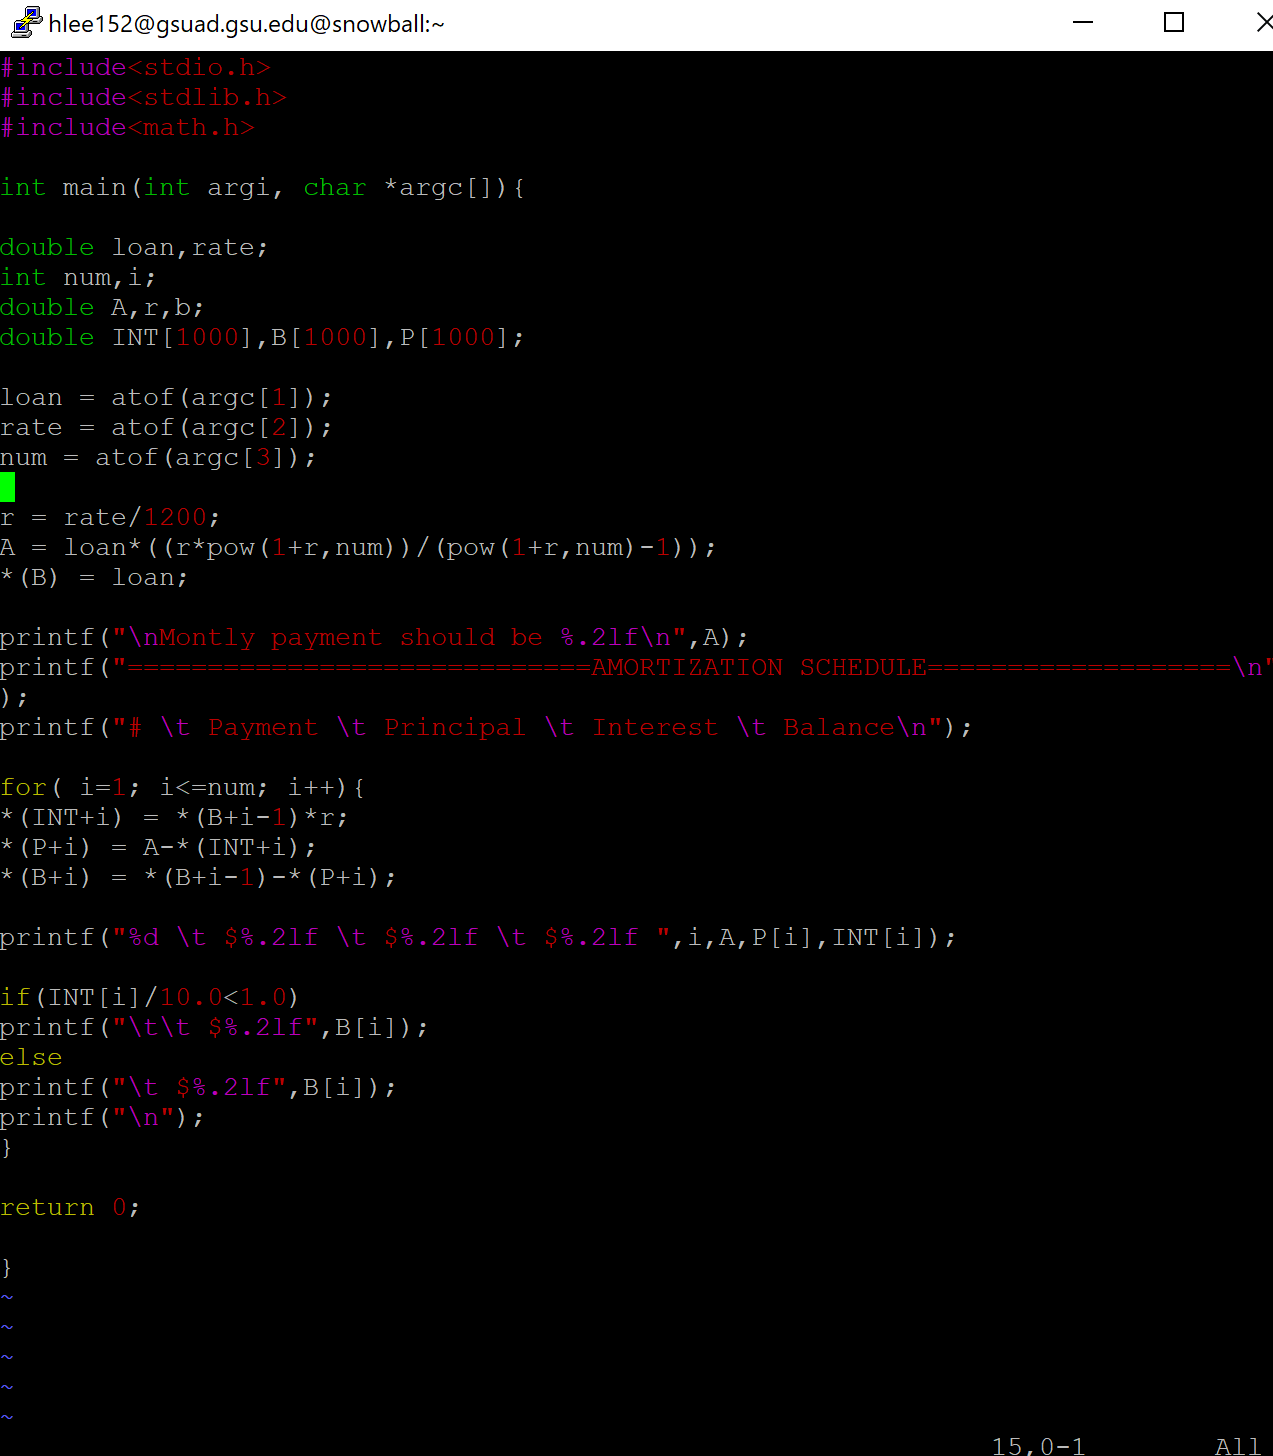 hlee152@gsuad.gsu.edu@snowball:~
#include<stdio.h>
#include<stdlib.h>
#include<math.h>
int main(int argi, char *argc[]){
double loan,rate;
int num,i;
double A,r,b;
double INT[1000],B[1000],P[1000];
loan = atof(argc[1]);
rate = atof(argc[2]);
num = atof(argc[3]);
r = rate/1200;
A = loan*((r*pow(1+r,num))/(pow(1+r,num)-1));
*(B) = loan;
printf("\nMontly payment should be %.2lf\n",A);
printf("=============================AMORTIZATION SCHEDULE===================\n"
);
printf("# \t Payment \t Principal \t Interest \t Balance\n");
for( i=1; i<=num; i++){
*(INT+i) = *(B+i-1)*r;
*(P+i) = A-*(INT+i);
*(B+i) = *(B+i-1)-*(P+i);
printf("%d \t $%.2lf \t $%.2lf \t $%.2lf ",i,A,P[i],INT[i]);
if(INT[i]/10.0<1.0)
printf("\t\t $%.2lf",B[i]);
else
printf("\t $%.2lf",B[i]);
printf("\n");
}
return 0;
}
~
~
~
~
~
15,0-1 All